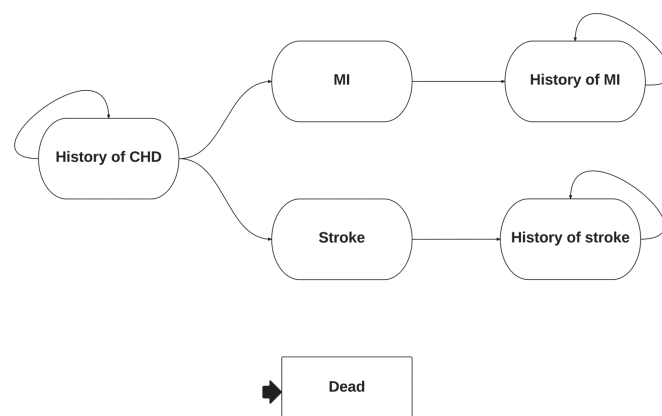 MI
History of MI
History of CHD
Stroke
History of stroke
Dead